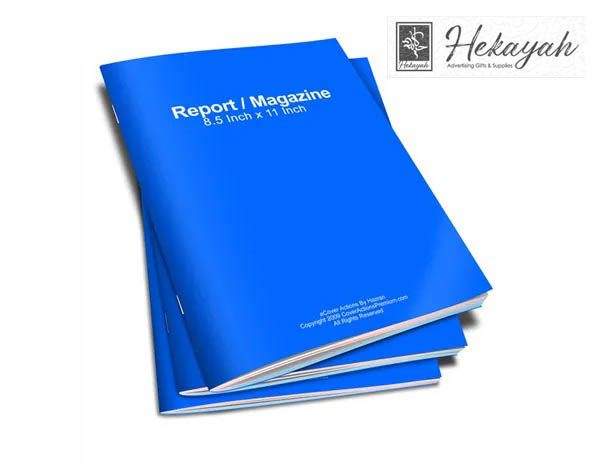 Hekayah
Hekayah
Advertising Gifts & Supplies
Report / Magazine
8.5 Inch x 11 Inch
eCover Actions By Hazran
Copyright 2009 CoverActionsPremium.com
All Rights Reserved